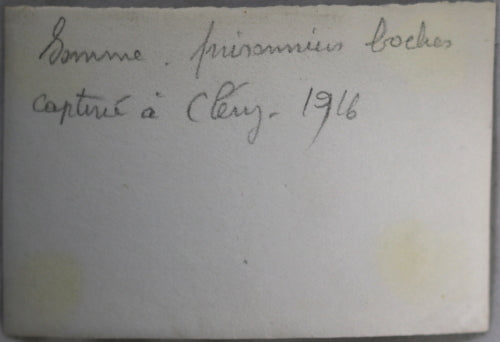 Somme. prisonniers boches
capturé à Cléry. 1916